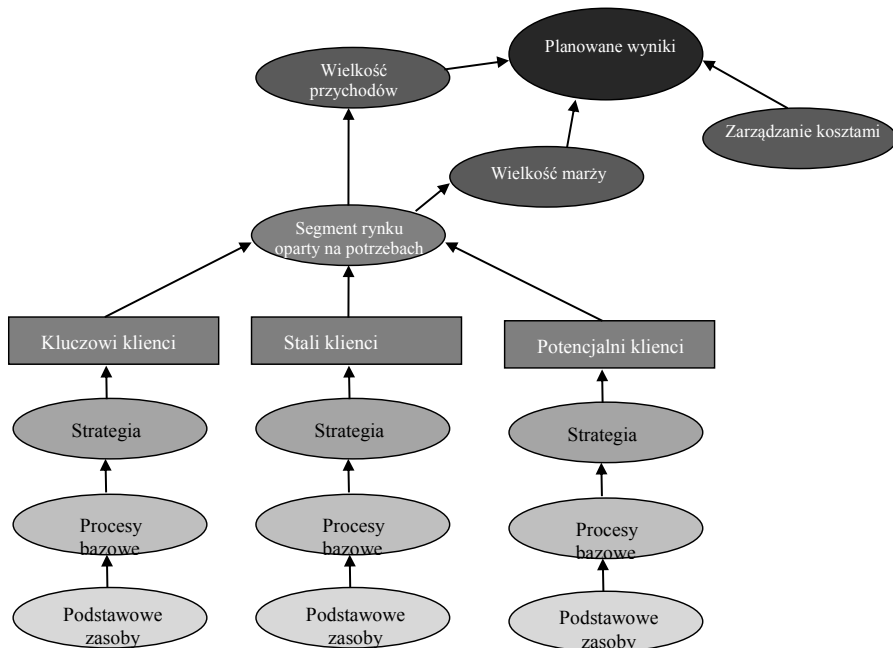 Planowane wyniki
Wielkość
przychodów
Zarządzanie kosztami
Wielkość marży
Segment rynku
oparty na potrzebach
Kluczowi klienci
Stali klienci
Potencjalni klienci
Strategia
Strategia
Strategia
Procesy
bazowe
Procesy
bazowe
Procesy
bazowe
Podstawowe
zasoby
Podstawowe
zasoby
Podstawowe
zasoby